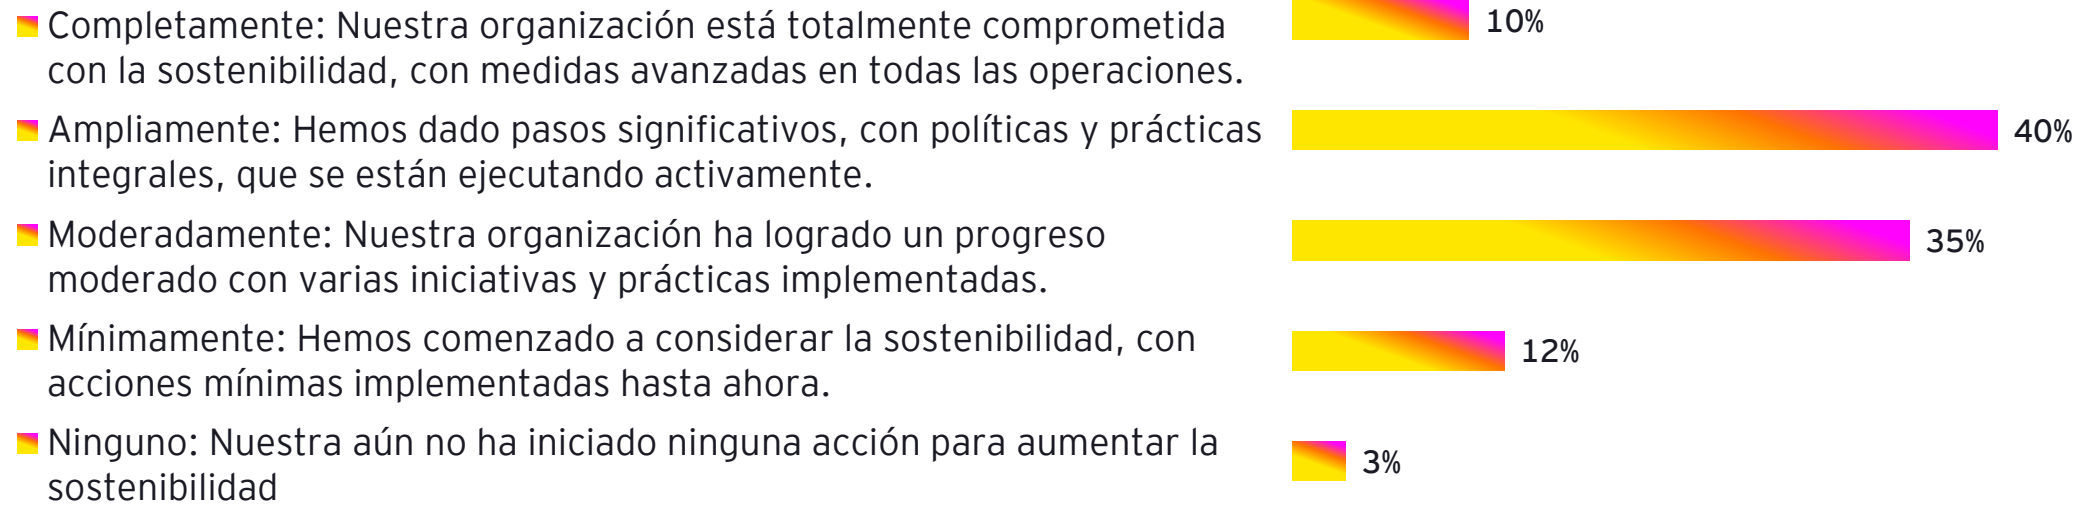 Completamente: Nuestra organización está totalmente comprometida
con la sostenibilidad, con medidas avanzadas en todas las operaciones.
10%
Ampliamente: Hemos dado pasos significativos, con políticas y prácticas
integrales, que se están ejecutando activamente.
40%
Moderadamente: Nuestra organización ha logrado un progreso
moderado con varias iniciativas y prácticas implementadas.
35%
Mínimamente: Hemos comenzado a considerar la sostenibilidad, con
acciones mínimas implementadas hasta ahora.
12%
Ninguno: Nuestra aún no ha iniciado ninguna acción para aumentar la
sostenibilidad
3%